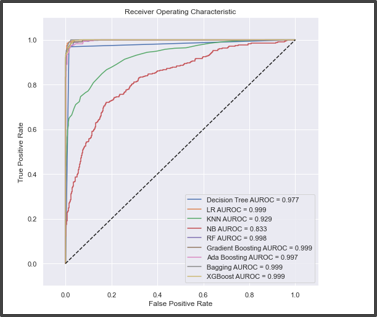 Receiver Operating Characteristic
1.0
0.8
0.6
0.4
0.2
0.0
True Positive Rate
Decision Tree AUROC = 0.977
LR AUROC = 0.999
KNN AUROC = 0.929
NB AUROC = 0.833
RF AUROC = 0.998
Gradient Boosting AUROC = 0.999
Ada Boosting AUROC = 0.997
Bagging AUROC = 0.999
XGBoost AUROC = 0.999
0.0 0.2 0.4 0.6 0.8 1.0
False Positive Rate